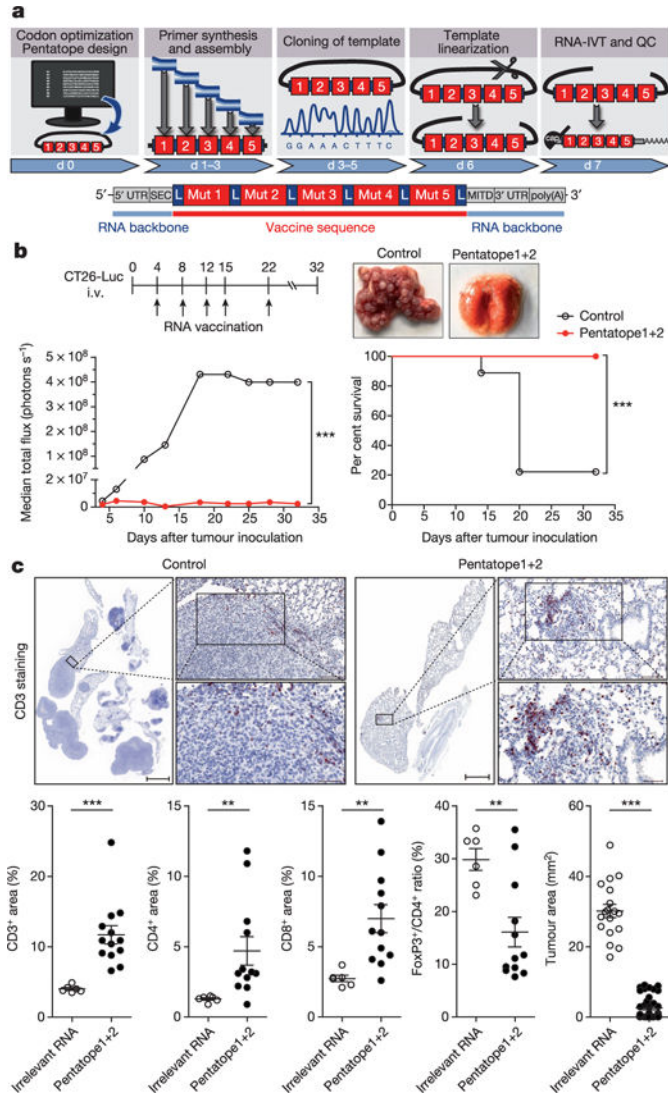 a
Codon optimization
Pentatope design
Primer synthesis
and assembly
Cloning of template
Template
linearization
RNA-IVT and QC
1 2 3 4 5
1 2 3 4 5
1 2 3 4 5
G G A A A C T T T C
1 2 3 4 5
1 2 3 4 5
1 2 3 4 5
1 2 3 4 5
d 0
d 1–3
d 3–5
d 6
d 7
5′ 5′ UTR SEC L Mut 1 L Mut 2 L Mut 3 L Mut 4 L Mut 5 L MITD 3′ UTR poly(A) 3′
RNA backbone
Vaccine sequence
RNA backbone
b
CT26-Luc
i.v.
0 4 8 12 15 22 32
RNA vaccination
Control
Pentatope1+2
Control
Pentatope1+2
Median total flux (photons s⁻¹)
5 × 10⁸
4 × 10⁸
3 × 10⁸
2 × 10⁸
1 × 10⁸
2 × 10⁷
0
5 10 15 20 25 30 35
Days after tumour inoculation
***
Per cent survival
100
80
60
40
20
0
0 5 10 15 20 25 30 35
Days after tumour inoculation
***
c
Control
Pentatope1+2
CD3 staining
CD3⁺ area (%)
30
20
10
0
***
Irrelevant RNA
Pentatope1+2
CD4⁺ area (%)
15
10
5
0
**
Irrelevant RNA
Pentatope1+2
CD8⁺ area (%)
15
10
5
0
**
Irrelevant RNA
Pentatope1+2
FoxP3⁺/CD4⁺ ratio (%)
40
30
20
10
0
**
Irrelevant RNA
Pentatope1+2
Tumour area (mm²)
60
40
20
0
***
Irrelevant RNA
Pentatope1+2